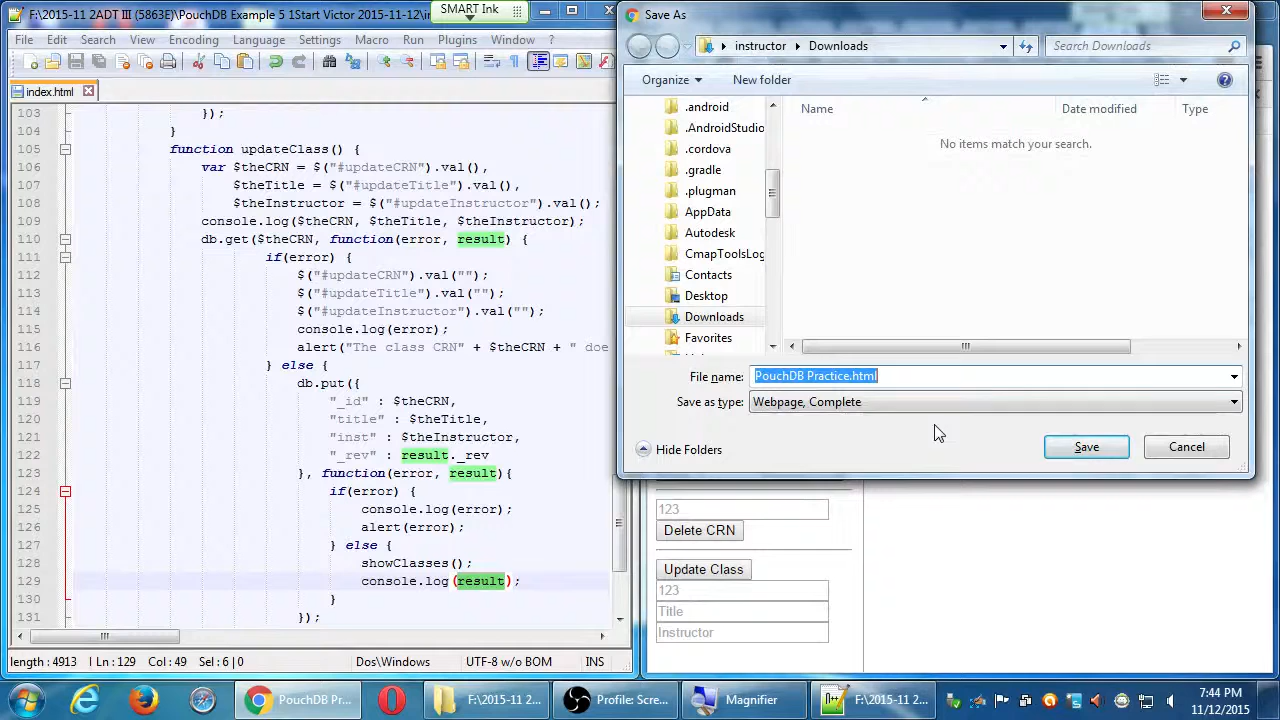 F:\2015-11 2ADT III (5863E)\PouchDB Example 5 1Start Victor 2015-11-12\in
SMART Ink
File Edit Search View Encoding Language Settings Macro Run Plugins Window ?
index.html
103 });
104 }
105 function updateClass() {
106 var $theCRN = $("#updateCRN").val(),
107 $theTitle = $("#updateTitle").val(),
108 $theInstructor = $("#updateInstructor").val();
109 console.log($theCRN, $theTitle, $theInstructor);
110 db.get($theCRN, function(error, result) {
111 if(error) {
112 $("#updateCRN").val("");
113 $("#updateTitle").val("");
114 $("#updateInstructor").val("");
115 console.log(error);
116 alert("The class CRN" + $theCRN + " doe
117 } else {
118 db.put({
119 "_id" : $theCRN,
120 "title" : $theTitle,
121 "inst" : $theInstructor,
122 "_rev" : result._rev
123 }, function(error, result){
124 if(error) {
125 console.log(error);
126 alert(error);
127 } else {
128 showClasses();
129 console.log(result);
130 }
131 });
length : 4913 l Ln : 129 Col : 49 Sel : 6 | 0 Dos\Windows UTF-8 w/o BOM INS
Save As
instructor Downloads
Search Downloads
Organize New folder
.android
.AndroidStudio
.cordova
.gradle
.plugman
AppData
Autodesk
CmapToolsLog
Contacts
Desktop
Downloads
Favorites
Name Date modified Type
No items match your search.
File name: PouchDB Practice.html
Save as type: Webpage, Complete
Hide Folders
Save Cancel
123
Delete CRN
Update Class
123
Title
Instructor
PouchDB Pr...
F:\2015-11 2...
Profile: Scre...
Magnifier
F:\2015-11 2...
7:44 PM
11/12/2015